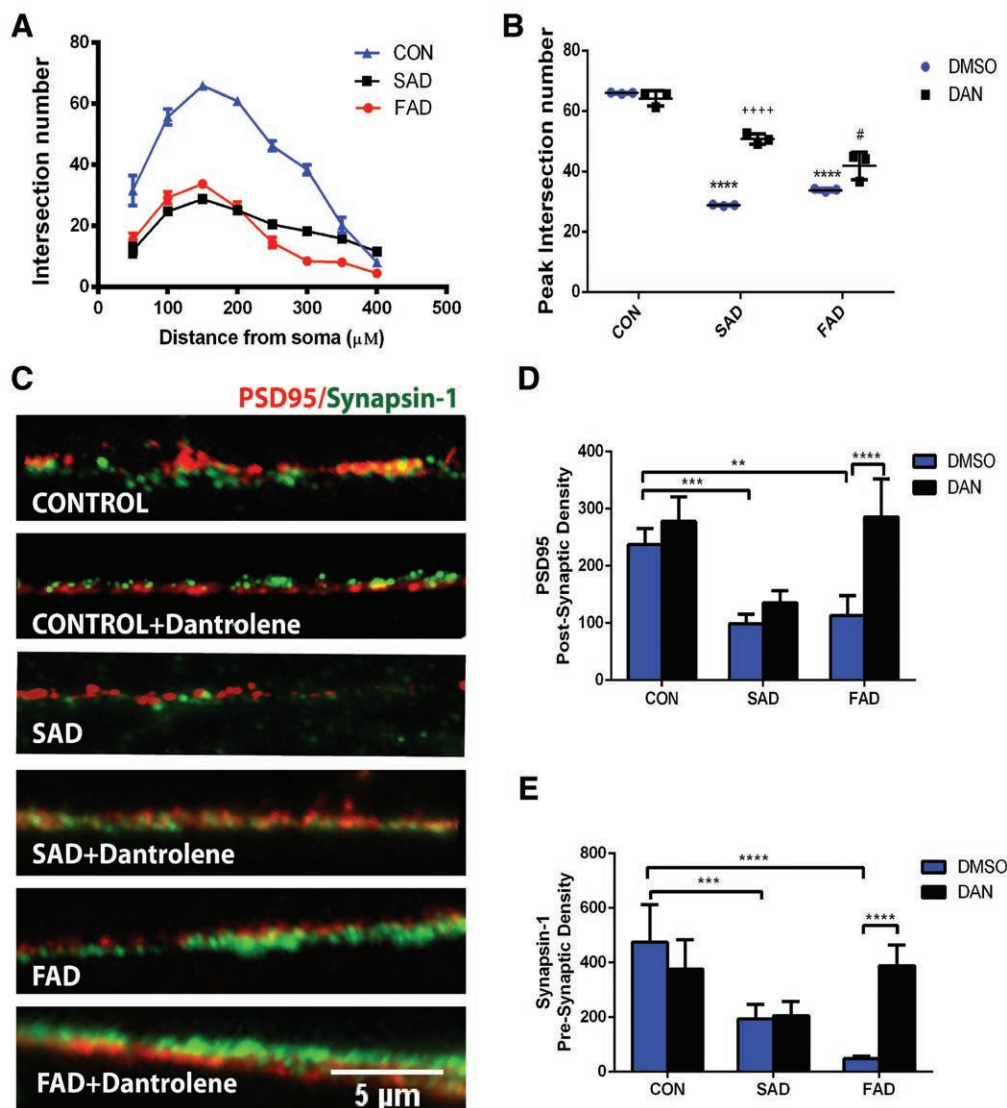 A
80
60
40
20
0
Intersection number
0 100 200 300 400 500
Distance from soma (μM)
CON
SAD
FAD
B
80
60
40
20
0
Peak Intersection number
****
++++
****
#
CON SAD FAD
DMSO
DAN
C
PSD95/Synapsin-1
CONTROL
CONTROL+Dantrolene
SAD
SAD+Dantrolene
FAD
FAD+Dantrolene
5 μm
D
400
300
200
100
0
PSD95
Post-Synaptic Density
** ****
***
CON SAD FAD
DMSO
DAN
E
800
600
400
200
0
Synapsin-1
Pre-Synaptic Density
****
***
****
CON SAD FAD
DMSO
DAN